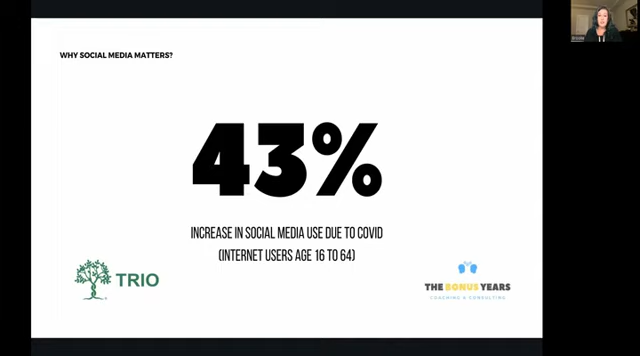 WHY SOCIAL MEDIA MATTERS?
43%
INCREASE IN SOCIAL MEDIA USE DUE TO COVID
(INTERNET USERS AGE 16 TO 64)
TRIO
THE BONUS YEARS
COACHING & CONSULTING